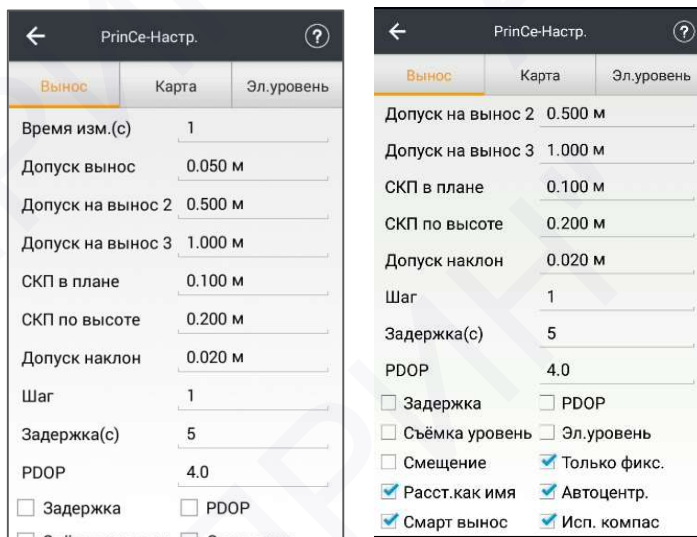 PrinCe-Настр. ?
Вынос Карта Эл.уровень
Время изм.(с) 1
Допуск вынос 0.050 м
Допуск на вынос 2 0.500 м
Допуск на вынос 3 1.000 м
СКП в плане 0.100 м
СКП по высоте 0.200 м
Допуск наклон 0.020 м
Шаг 1
Задержка(с) 5
PDOP 4.0
Задержка PDOP
PrinCe-Настр. ?
Вынос Карта Эл.уровень
Допуск на вынос 2 0.500 м
Допуск на вынос 3 1.000 м
СКП в плане 0.100 м
СКП по высоте 0.200 м
Допуск наклон 0.020 м
Шаг 1
Задержка(с) 5
PDOP 4.0
Задержка PDOP
Съёмка уровень Эл.уровень
Смещение Только фикс.
Расст.как имя Автоцентр.
Смарт вынос Исп. компас